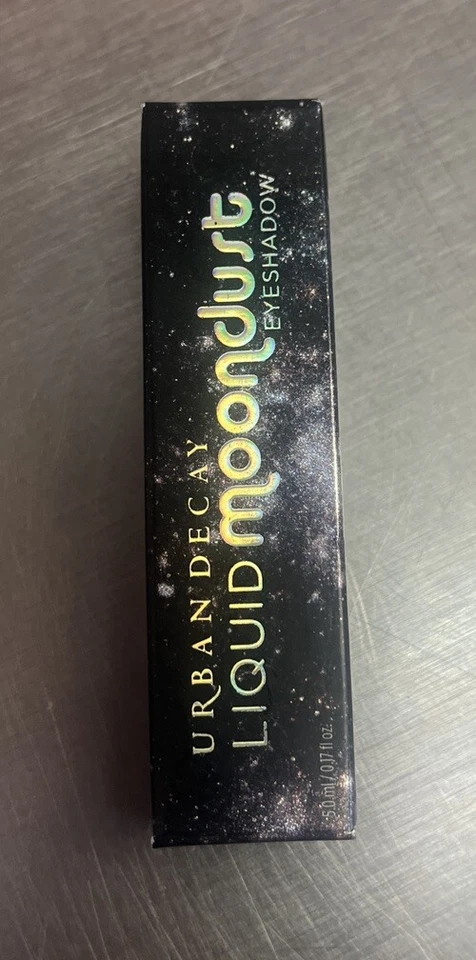 URBAN DECAY
LIQUID moondust
EYESHADOW
5.0 ml / 0.17 fl oz.